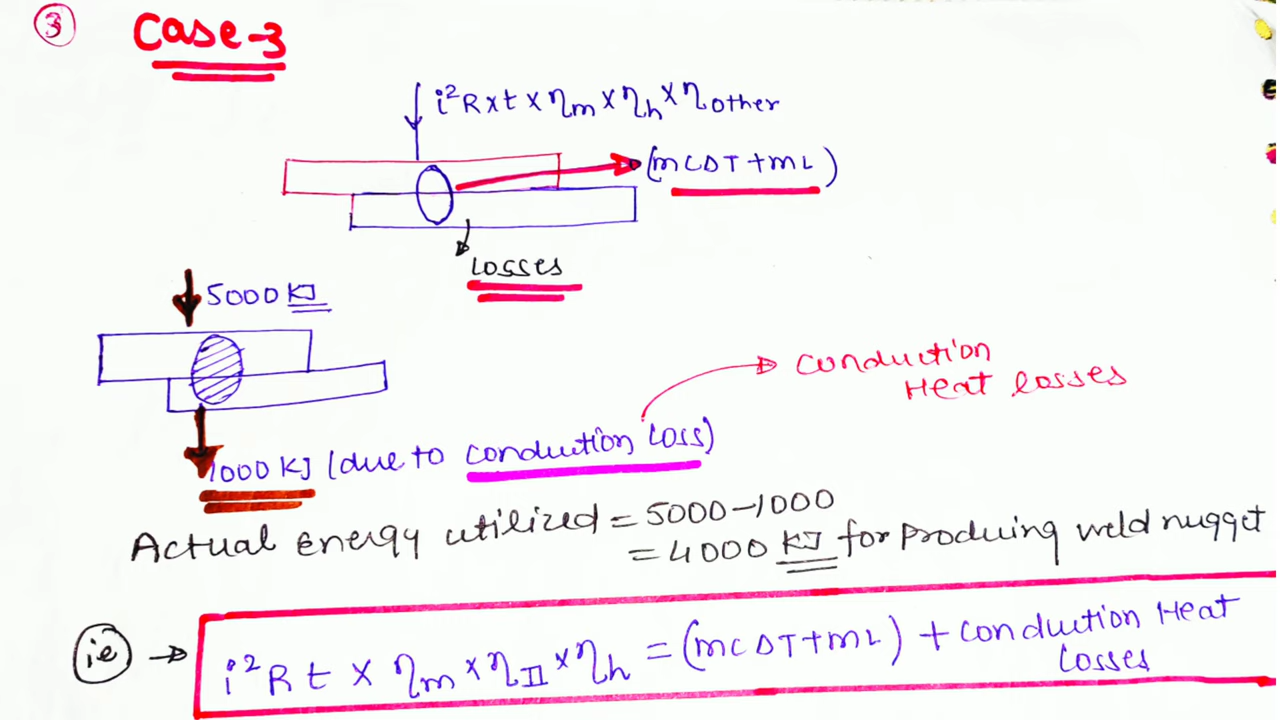 ③ Case-3
i²Rxt x ηm x ηh x ηother
(mCΔT+mL)
Losses
5000 KJ
conduction
Heat losses
1000 KJ (due to conduction loss)
Actual energy utilized = 5000-1000
= 4000 KJ for produing weld nugget
ie → i²Rt x ηm x ηII x ηh = (mCΔT+mL) + conduction Heat
losses